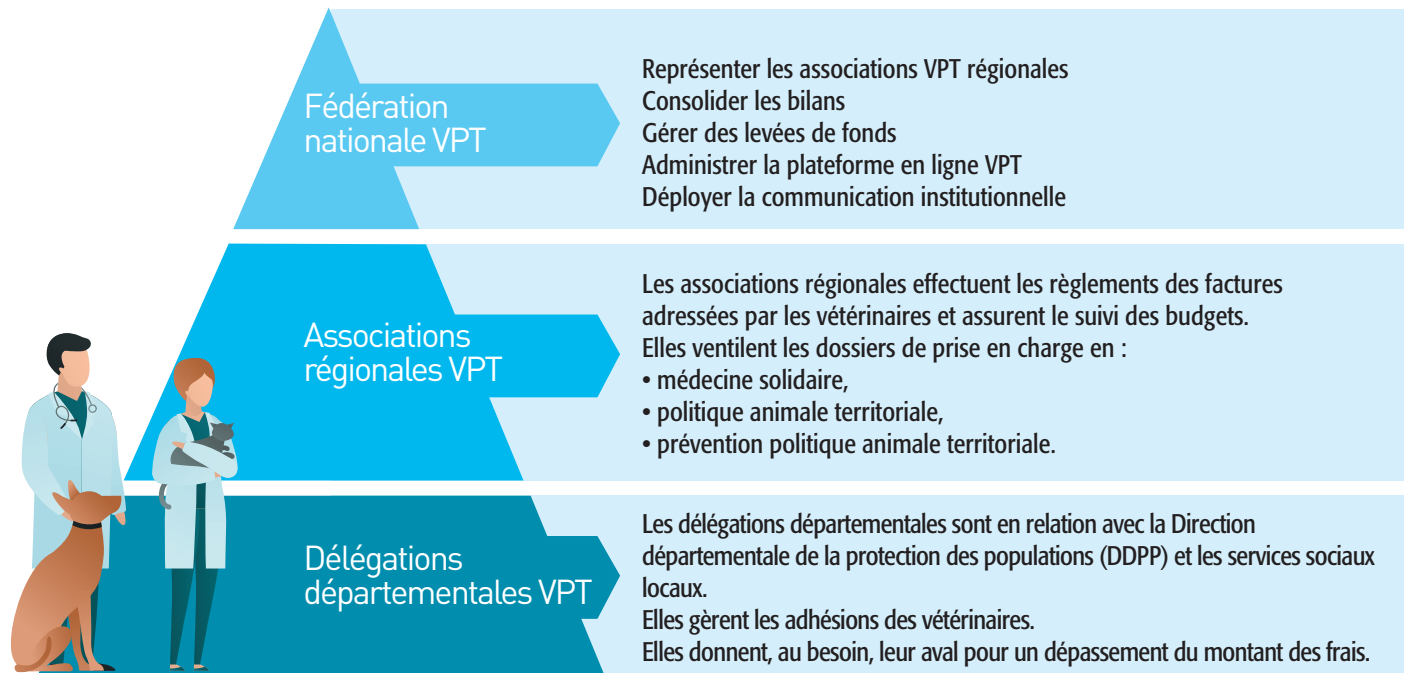 Fédération
nationale VPT
Représenter les associations VPT régionales
Consolider les bilans
Gérer des levées de fonds
Administrer la plateforme en ligne VPT
Déployer la communication institutionnelle
Associations
régionales VPT
Les associations régionales effectuent les règlements des factures
adressées par les vétérinaires et assurent le suivi des budgets.
Elles ventilent les dossiers de prise en charge en :
• médecine solidaire,
• politique animale territoriale,
• prévention politique animale territoriale.
Délégations
départementales VPT
Les délégations départementales sont en relation avec la Direction
départementale de la protection des populations (DDPP) et les services sociaux
locaux.
Elles gèrent les adhésions des vétérinaires.
Elles donnent, au besoin, leur aval pour un dépassement du montant des frais.